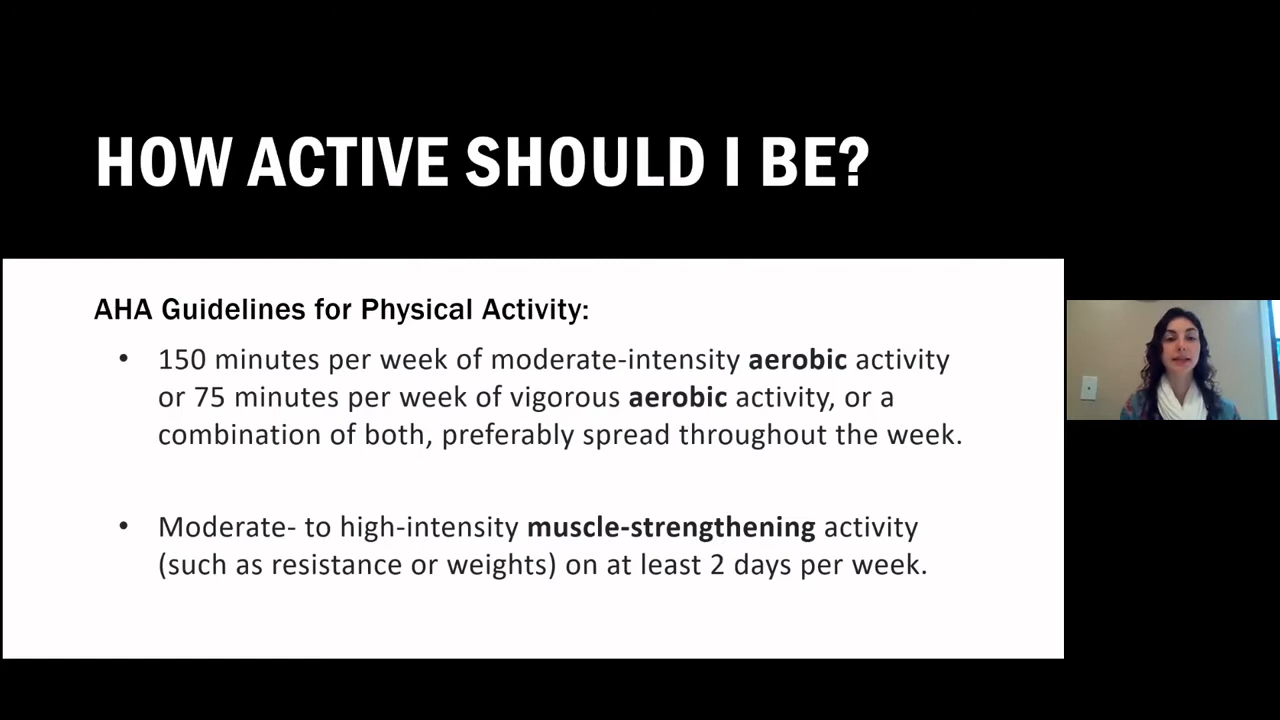 HOW ACTIVE SHOULD I BE?
AHA Guidelines for Physical Activity:
• 150 minutes per week of moderate-intensity aerobic activity
or 75 minutes per week of vigorous aerobic activity, or a
combination of both, preferably spread throughout the week.
• Moderate- to high-intensity muscle-strengthening activity
(such as resistance or weights) on at least 2 days per week.